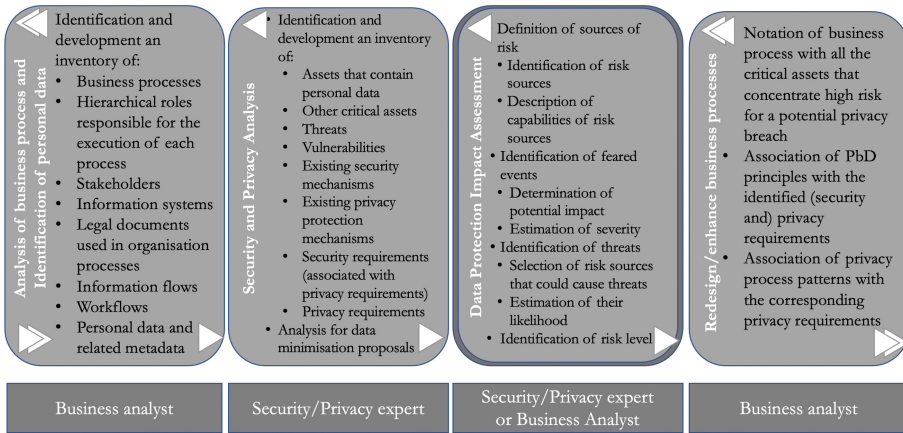 Analysis of business process and
Identification of personal data
Identification and
development an
inventory of:
• Business processes
• Hierarchical roles
responsible for the
execution of each
process
• Stakeholders
• Information systems
• Legal documents
used in organisation
processes
• Information flows
• Workflows
• Personal data and
related metadata
Security and Privacy Analysis
• Identification and
development an inventory
of:
• Assets that contain
personal data
• Other critical assets
• Threats
• Vulnerabilities
• Existing security
mechanisms
• Existing privacy
protection
mechanisms
• Security requirements
(associated with
privacy requirements)
• Privacy requirements
• Analysis for data
minimisation proposals
Data Protection Impact Assessment
Definition of sources of
risk
• Identification of risk
sources
• Description of
capabilities of risk
sources
• Identification of feared
events
• Determination of
potential impact
• Estimation of severity
• Identification of threats
• Selection of risk sources
that could cause threats
• Estimation of their
likelihood
• Identification of risk level
Redesign/enhance business processes
Notation of business
process with all the
critical assets that
concentrate high risk
for a potential privacy
breach
• Association of PbD
principles with the
identified (security
and) privacy
requirements
• Association of privacy
process patterns with
the corresponding
privacy requirements
Business analyst
Security/Privacy expert
Security/Privacy expert
or Business Analyst
Business analyst